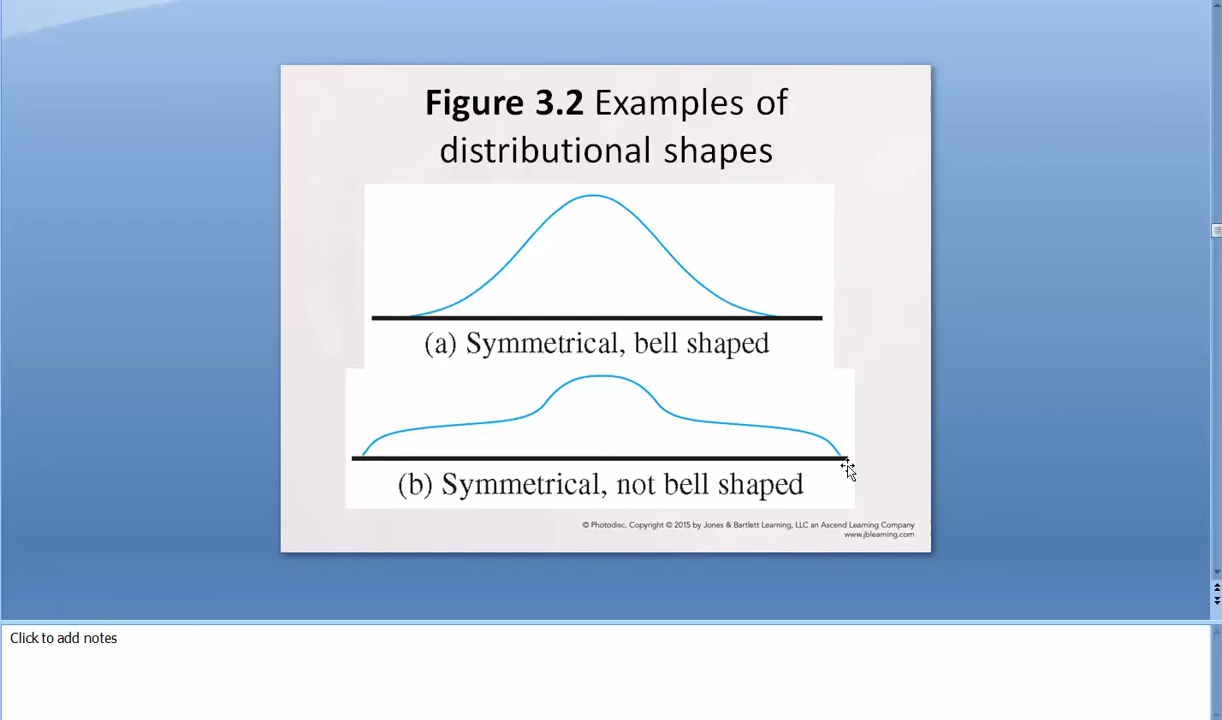 Figure 3.2 Examples of
distributional shapes
(a) Symmetrical, bell shaped
(b) Symmetrical, not bell shaped
© Photodisc. Copyright © 2015 by Jones & Bartlett Learning, LLC an Ascend Learning Company
www.jblearning.com
Click to add notes